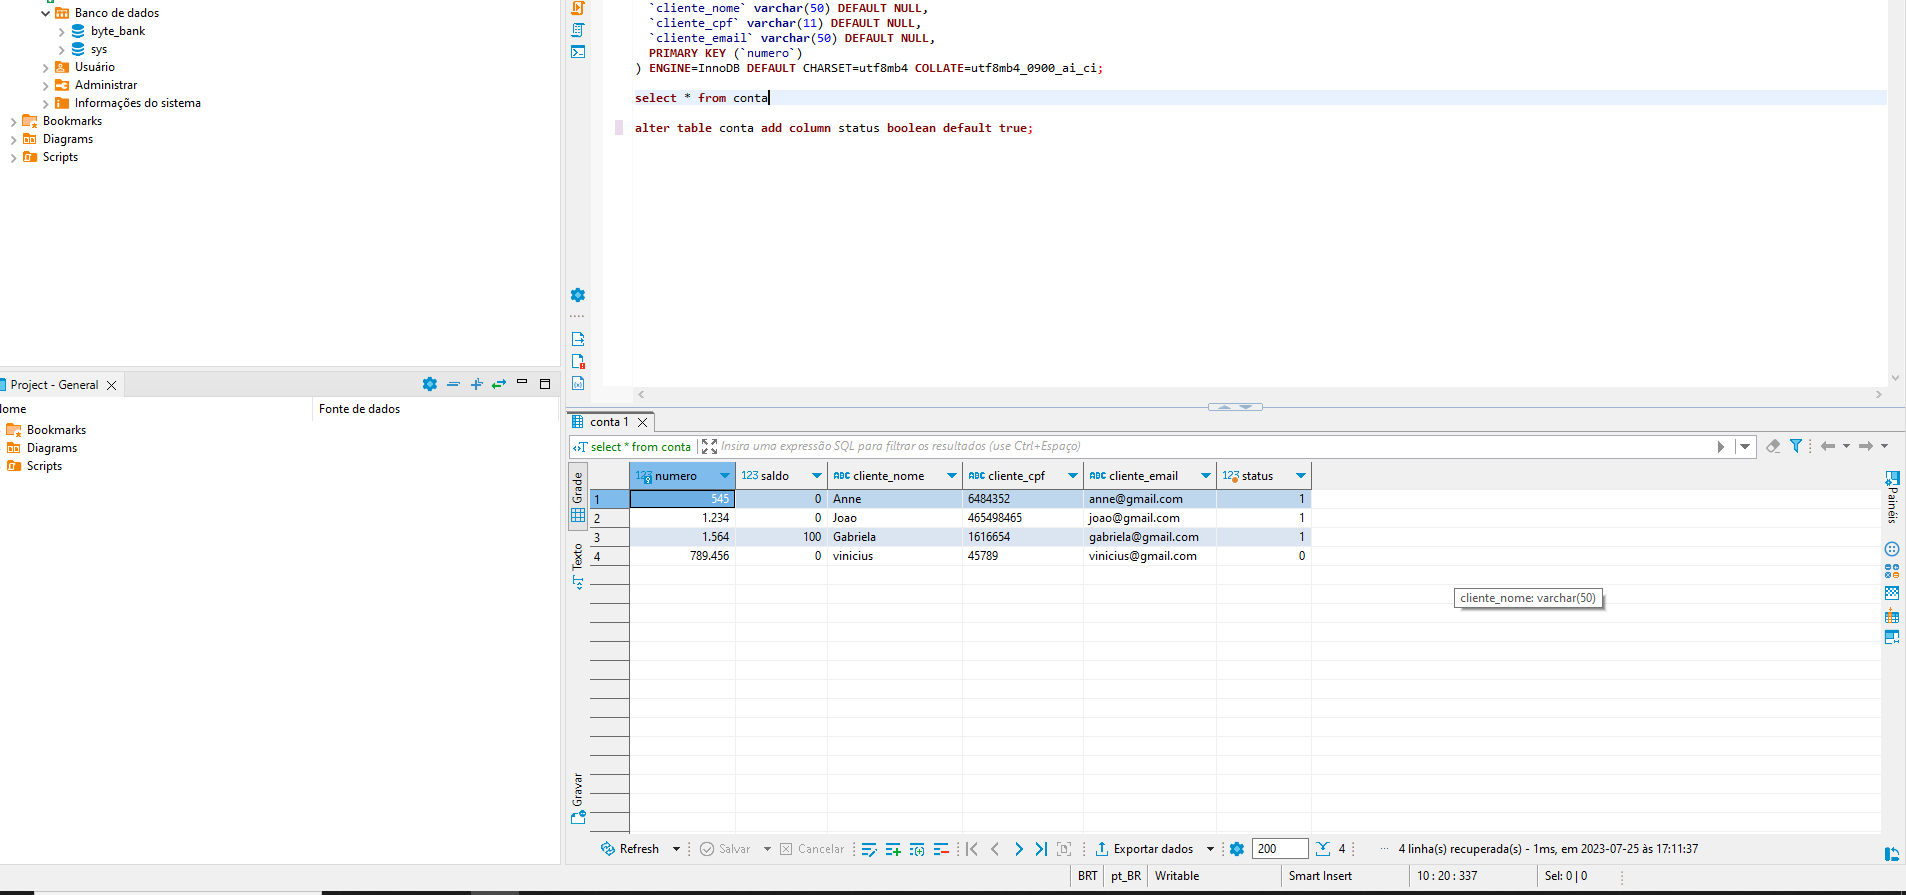 Banco de dados
byte_bank
sys
Usuário
Administrar
Informações do sistema
Bookmarks
Diagrams
Scripts
`cliente_nome` varchar(50) DEFAULT NULL,
`cliente_cpf` varchar(11) DEFAULT NULL,
`cliente_email` varchar(50) DEFAULT NULL,
PRIMARY KEY (`numero`)
) ENGINE=InnoDB DEFAULT CHARSET=utf8mb4 COLLATE=utf8mb4_0900_ai_ci;
select * from conta
alter table conta add column status boolean default true;
Project - General
ome Fonte de dados
Bookmarks
Diagrams
Scripts
conta 1
select * from conta Insira uma expressão SQL para filtrar os resultados (use Ctrl+Espaço)
Grade
Texto
Gravar
123 numero 123 saldo ABC cliente_nome ABC cliente_cpf ABC cliente_email 123 status
1 545 0 Anne 6484352 anne@gmail.com 1
2 1.234 0 Joao 465498465 joao@gmail.com 1
3 1.564 100 Gabriela 1616654 gabriela@gmail.com 1
4 789.456 0 vinicius 45789 vinicius@gmail.com 0
cliente_nome: varchar(50)
Painéis
Refresh Salvar Cancelar Exportar dados 200 4 ... 4 linha(s) recuperada(s) - 1ms, em 2023-07-25 às 17:11:37
BRT pt_BR Writable Smart Insert 10 : 20 : 337 Sel: 0 | 0